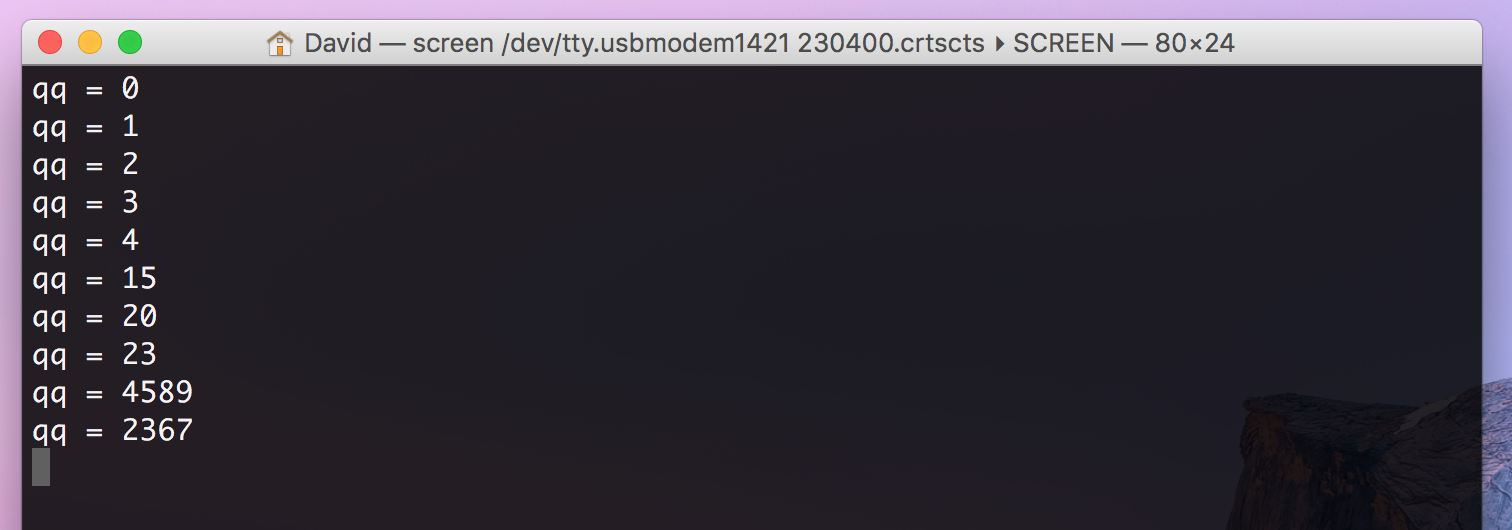 David — screen /dev/tty.usbmodem1421 230400.crtscts ▸ SCREEN — 80×24
qq = 0
qq = 1
qq = 2
qq = 3
qq = 4
qq = 15
qq = 20
qq = 23
qq = 4589
qq = 2367